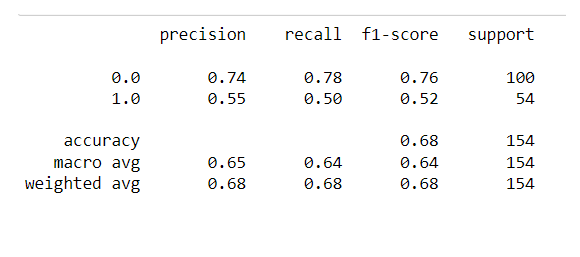 precision recall f1-score support
0.0 0.74 0.78 0.76 100
1.0 0.55 0.50 0.52 54
accuracy 0.68 154
macro avg 0.65 0.64 0.64 154
weighted avg 0.68 0.68 0.68 154